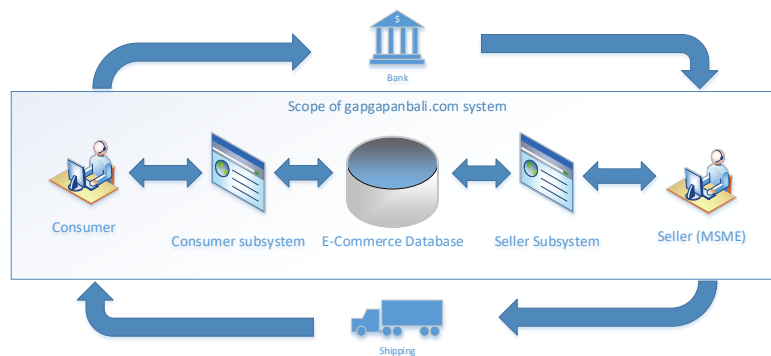 $
Bank
Scope of gapgapanbali.com system
Consumer
Consumer subsystem
E-Commerce Database
Seller Subsystem
Seller (MSME)
Shipping